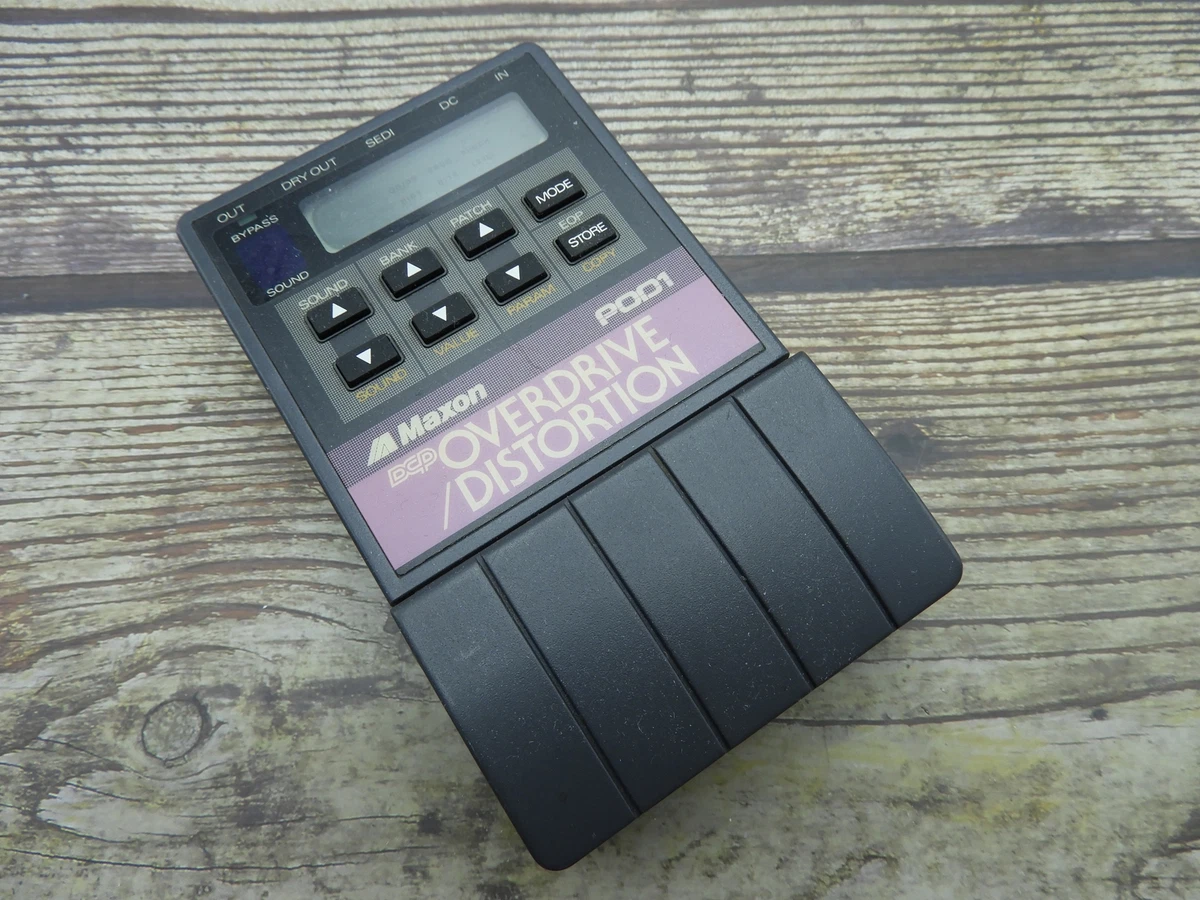 IN
DC
SEDI
DRY OUT
OUT
BYPASS
SOUND
SOUND
BANK
PATCH
MODE
EOP
STORE
COPY
PARAM
VALUE
SOUND
P001
Maxon
DCP OVERDRIVE
/DISTORTION